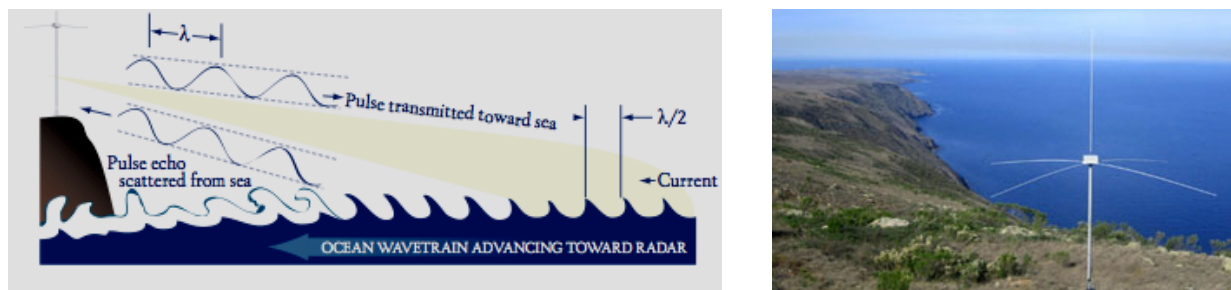 λ
Pulse transmitted toward sea
λ/2
Pulse echo
scattered from sea
Current
OCEAN WAVETRAIN ADVANCING TOWARD RADAR